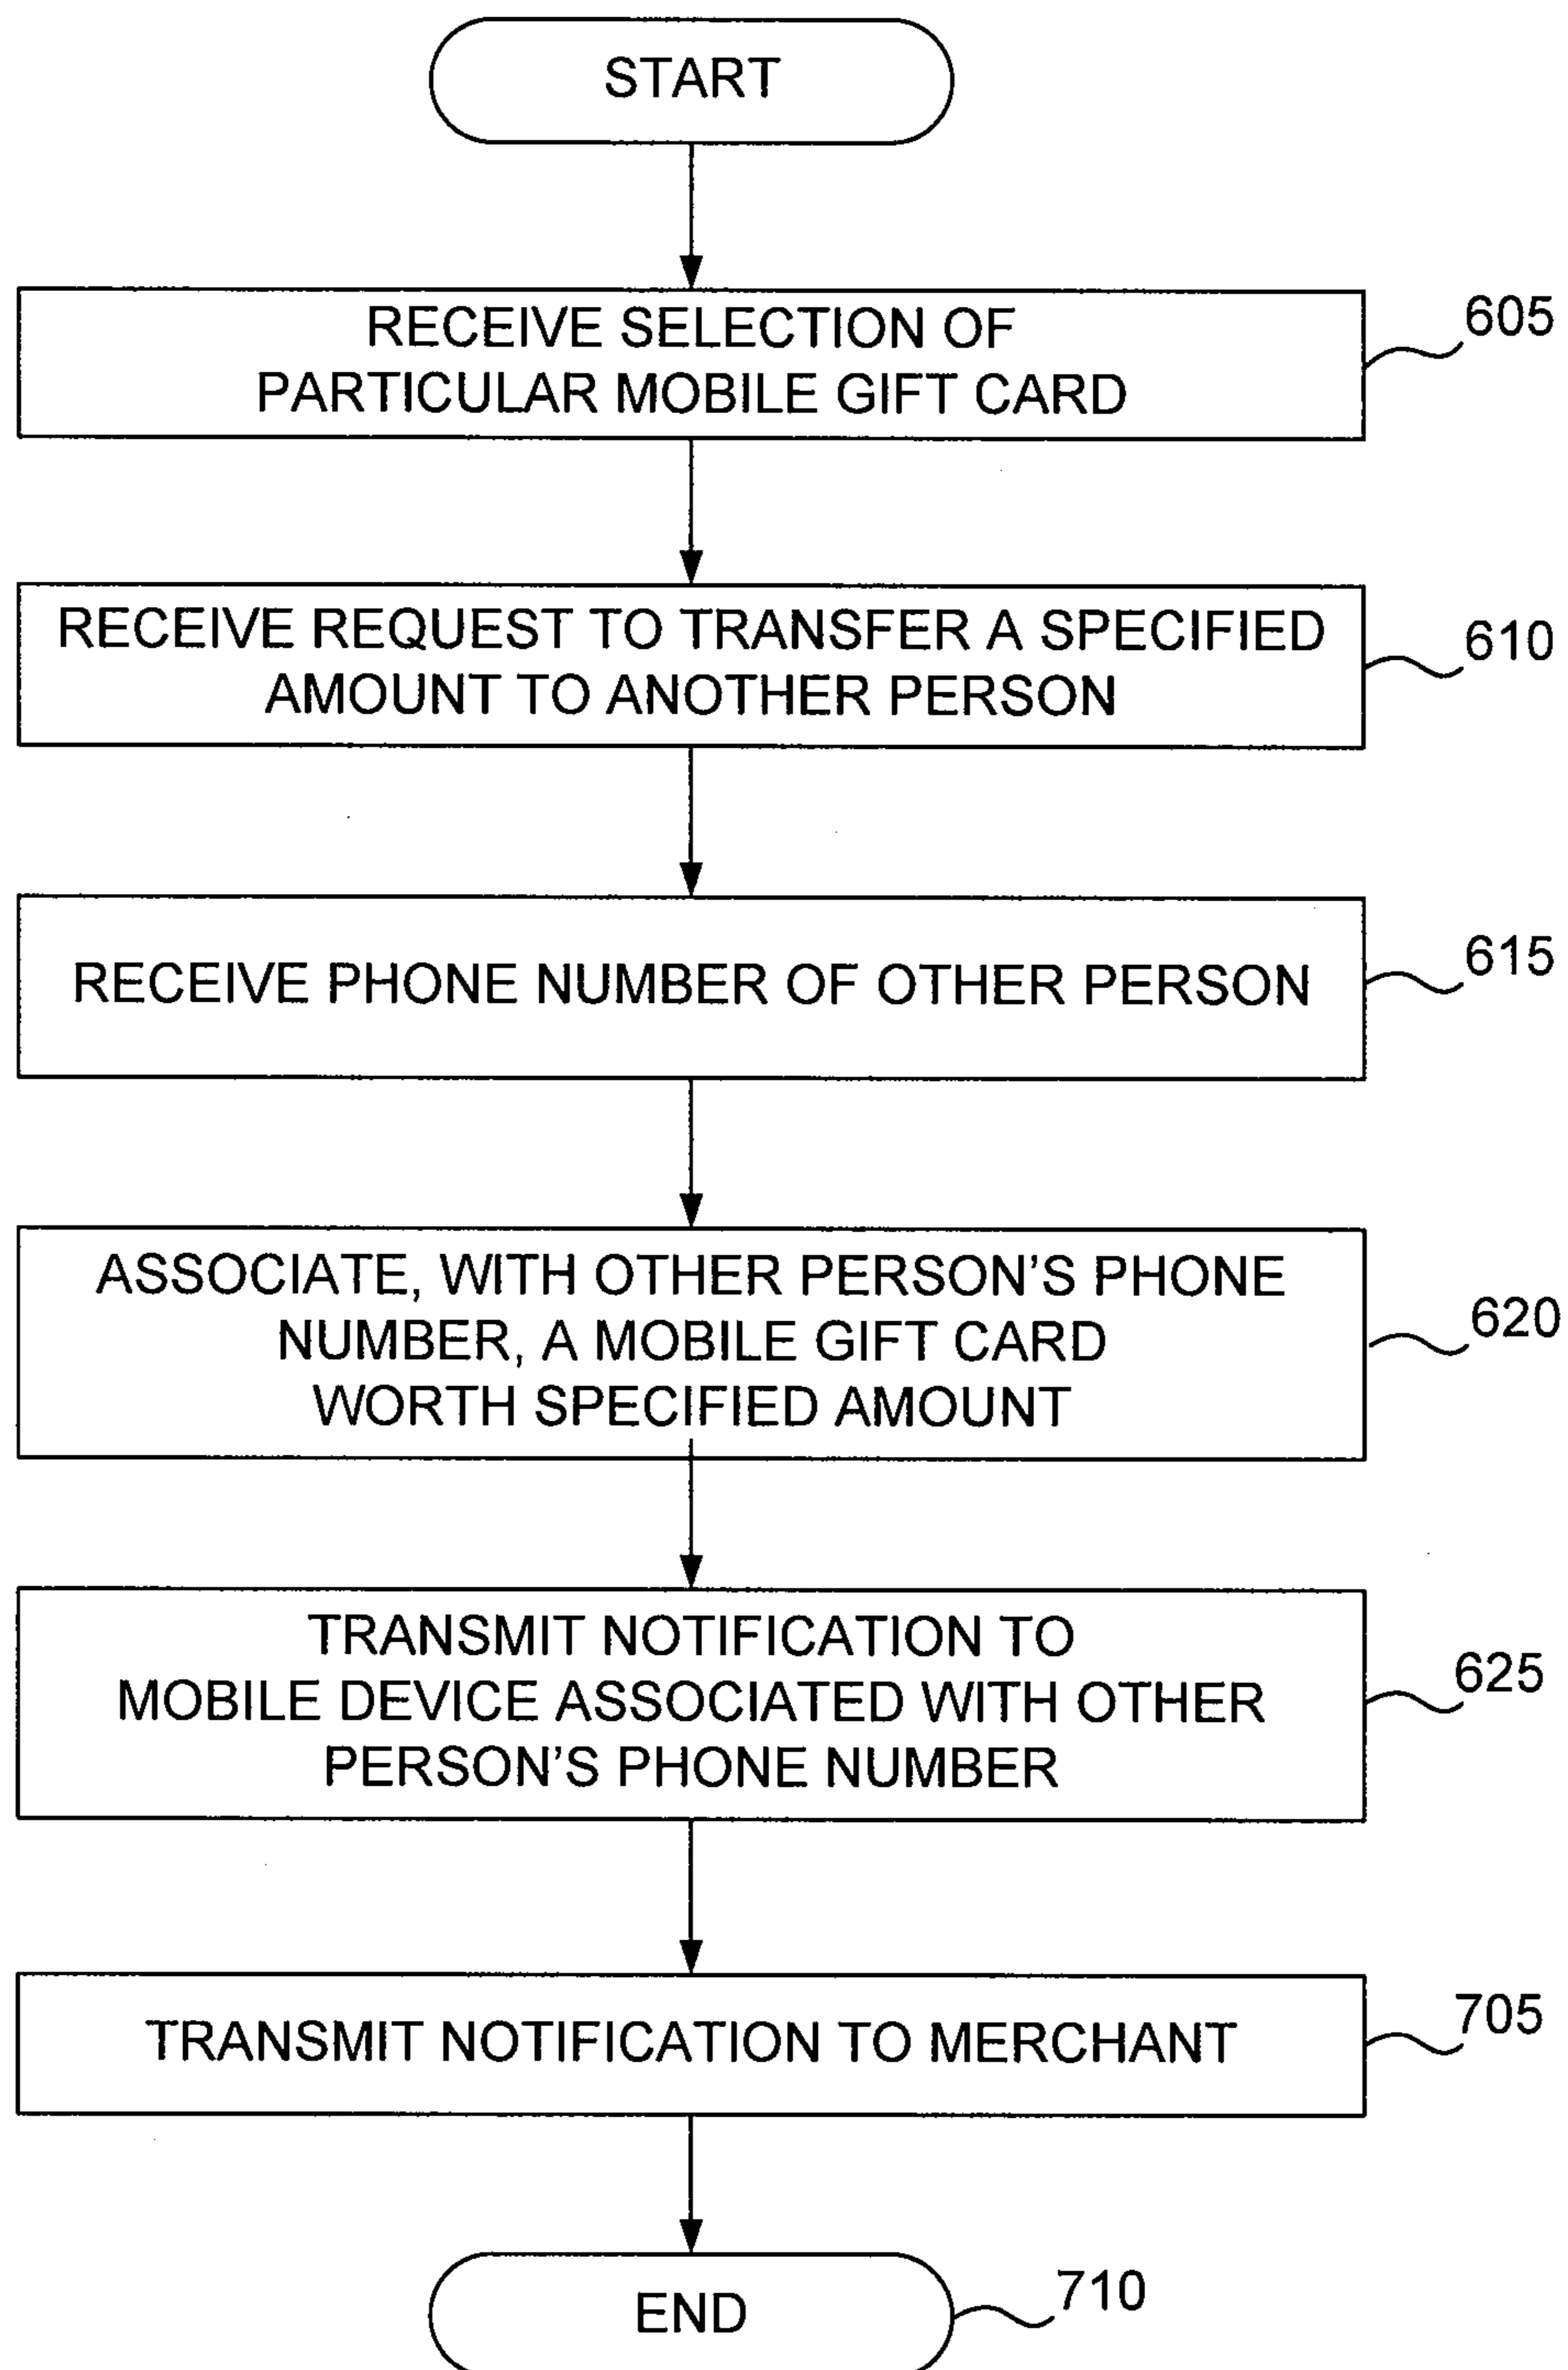 START
RECEIVE SELECTION OF
PARTICULAR MOBILE GIFT CARD
605
RECEIVE REQUEST TO TRANSFER A SPECIFIED
AMOUNT TO ANOTHER PERSON
610
RECEIVE PHONE NUMBER OF OTHER PERSON
615
ASSOCIATE, WITH OTHER PERSON'S PHONE
NUMBER, A MOBILE GIFT CARD
WORTH SPECIFIED AMOUNT
620
TRANSMIT NOTIFICATION TO
MOBILE DEVICE ASSOCIATED WITH OTHER
PERSON'S PHONE NUMBER
625
TRANSMIT NOTIFICATION TO MERCHANT
705
END
710